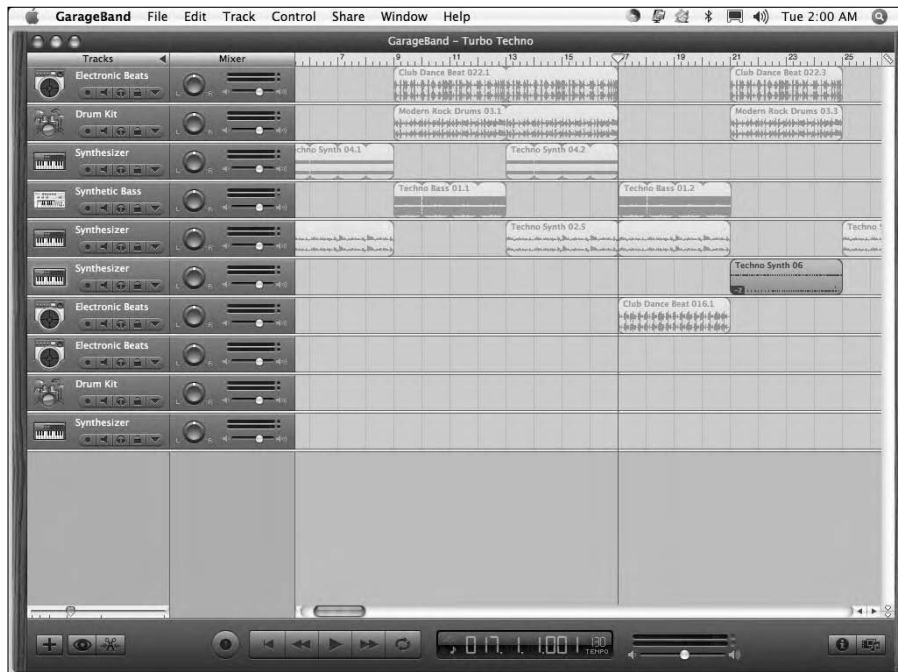 GarageBand File Edit Track Control Share Window Help Tue 2:00 AM
GarageBand – Turbo Techno
Tracks Mixer 7 9 11 13 15 17 19 21 23 25
Electronic Beats Club Dance Beat 022.1 Club Dance Beat 022.3
Drum Kit Modern Rock Drums 03.1 Modern Rock Drums 03.3
Synthesizer chno Synth 04.1 Techno Synth 04.2
Synthetic Bass Techno Bass 01.1 Techno Bass 01.2
Synthesizer Techno Synth 02.5 Techno S
Synthesizer Techno Synth 06
-2
Electronic Beats Club Dance Beat 016.1
Electronic Beats
Drum Kit
Synthesizer
017. 1. 1.001 130
TEMPO